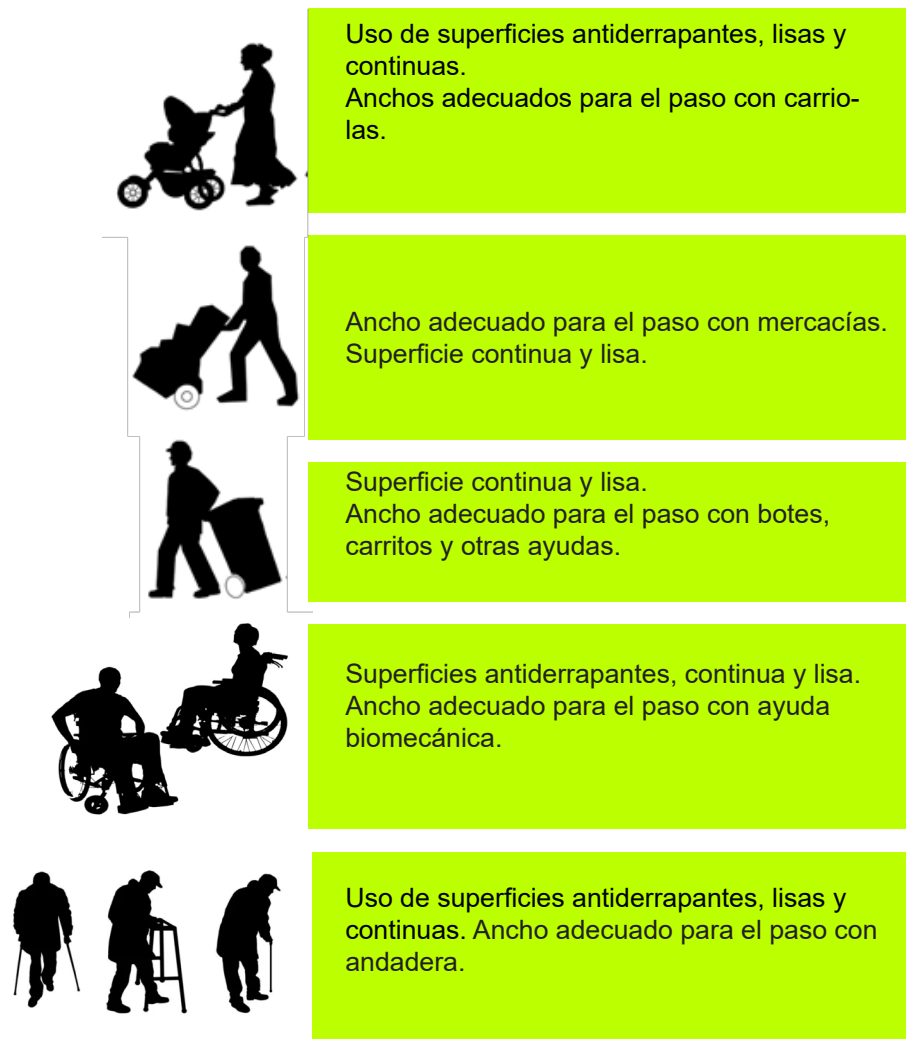 Uso de superficies antiderrapantes, lisas y
continuas.
Anchos adecuados para el paso con carrio-
las.
Ancho adecuado para el paso con mercacías.
Superficie continua y lisa.
Superficie continua y lisa.
Ancho adecuado para el paso con botes,
carritos y otras ayudas.
Superficies antiderrapantes, continua y lisa.
Ancho adecuado para el paso con ayuda
biomecánica.
Uso de superficies antiderrapantes, lisas y
continuas. Ancho adecuado para el paso con
andadera.